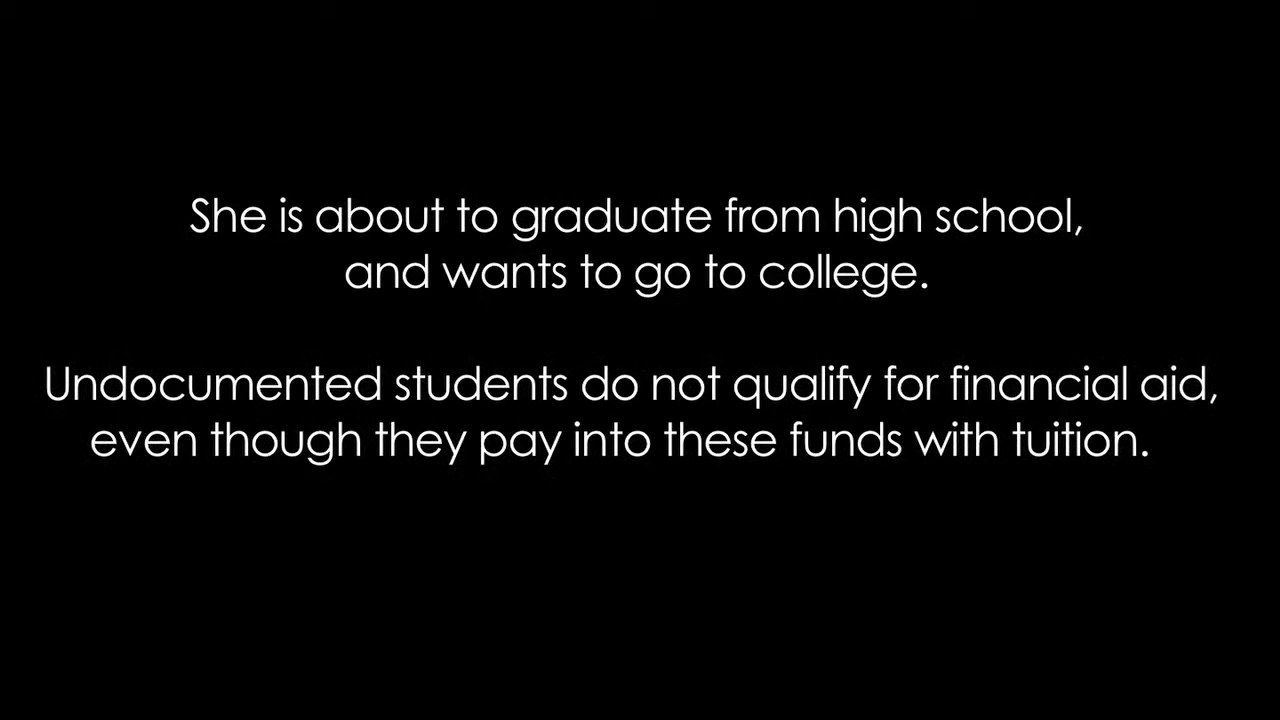 She is about to graduate from high school,
and wants to go to college.
Undocumented students do not qualify for financial aid,
even though they pay into these funds with tuition.